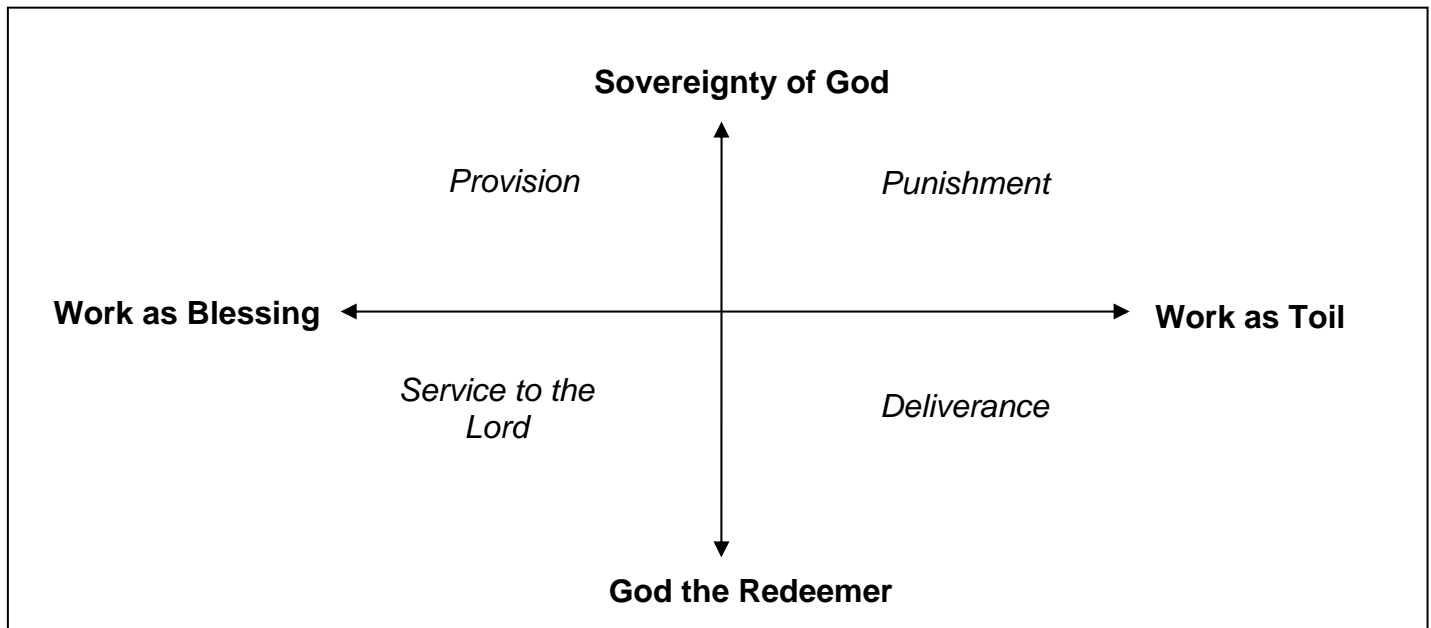 Sovereignty of God
Provision
Punishment
Work as Blessing
Work as Toil
Service to the
Lord
Deliverance
God the Redeemer